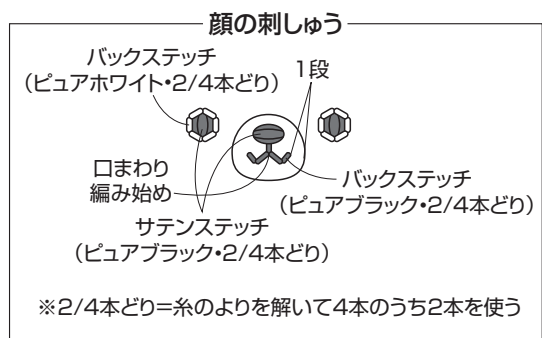 顔の刺しゅう
バックステッチ
(ピュアホワイト・2/4本どり)
1段
口まわり
編み始め
バックステッチ
(ピュアブラック・2/4本どり)
サテンステッチ
(ピュアブラック・2/4本どり)
※2/4本どり=糸のよりを解いて4本のうち2本を使う